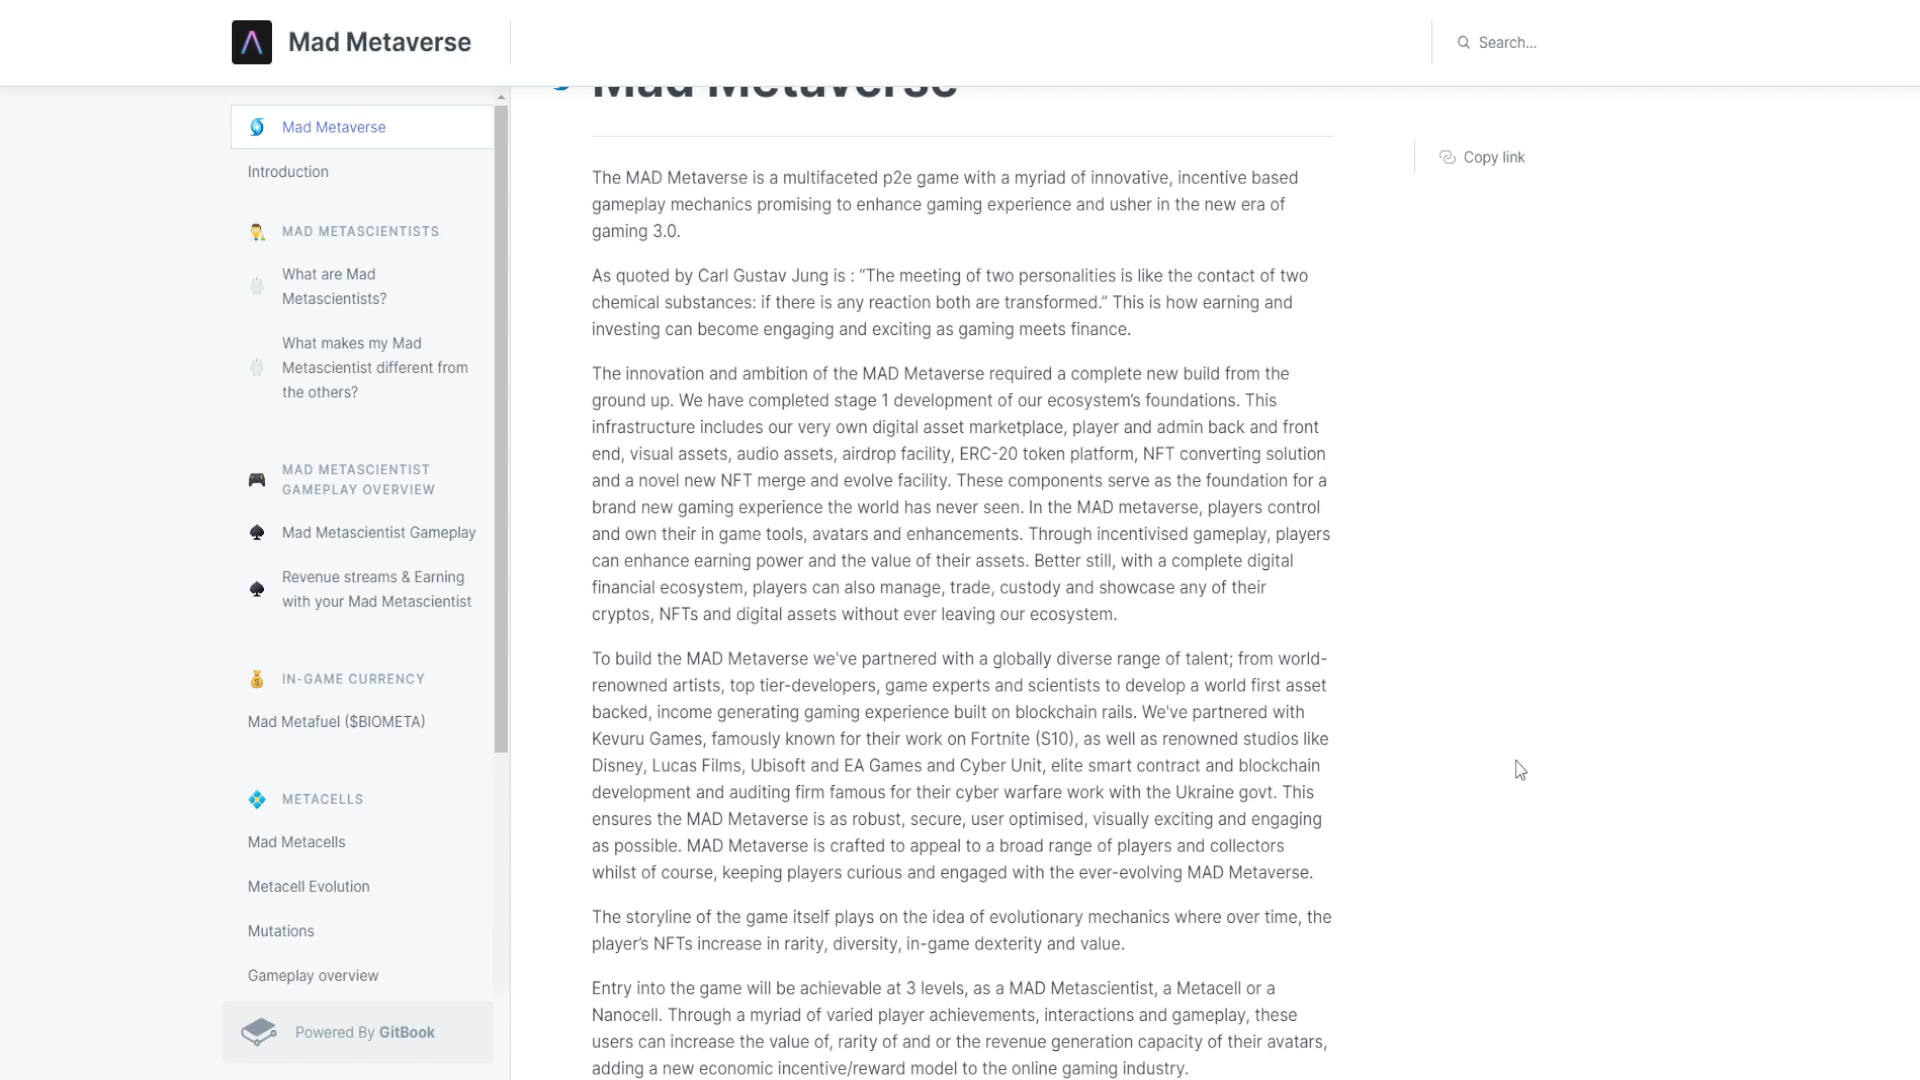 Mad Metaverse
Search...
Mad Metaverse
Introduction
MAD METASCIENTISTS
What are Mad
Metascientists?
What makes my Mad
Metascientist different from
the others?
MAD METASCIENTIST
GAMEPLAY OVERVIEW
Mad Metascientist Gameplay
Revenue streams & Earning
with your Mad Metascientist
IN-GAME CURRENCY
Mad Metafuel ($BIOMETA)
METACELLS
Mad Metacells
Metacell Evolution
Mutations
Gameplay overview
Powered By GitBook
Mad Metaverse
The MAD Metaverse is a multifaceted p2e game with a myriad of innovative, incentive based
gameplay mechanics promising to enhance gaming experience and usher in the new era of
gaming 3.0.
As quoted by Carl Gustav Jung is : “The meeting of two personalities is like the contact of two
chemical substances: if there is any reaction both are transformed.” This is how earning and
investing can become engaging and exciting as gaming meets finance.
The innovation and ambition of the MAD Metaverse required a complete new build from the
ground up. We have completed stage 1 development of our ecosystem’s foundations. This
infrastructure includes our very own digital asset marketplace, player and admin back and front
end, visual assets, audio assets, airdrop facility, ERC-20 token platform, NFT converting solution
and a novel new NFT merge and evolve facility. These components serve as the foundation for a
brand new gaming experience the world has never seen. In the MAD metaverse, players control
and own their in game tools, avatars and enhancements. Through incentivised gameplay, players
can enhance earning power and the value of their assets. Better still, with a complete digital
financial ecosystem, players can also manage, trade, custody and showcase any of their
cryptos, NFTs and digital assets without ever leaving our ecosystem.
To build the MAD Metaverse we've partnered with a globally diverse range of talent; from world-
renowned artists, top tier-developers, game experts and scientists to develop a world first asset
backed, income generating gaming experience built on blockchain rails. We've partnered with
Kevuru Games, famously known for their work on Fortnite (S10), as well as renowned studios like
Disney, Lucas Films, Ubisoft and EA Games and Cyber Unit, elite smart contract and blockchain
development and auditing firm famous for their cyber warfare work with the Ukraine govt. This
ensures the MAD Metaverse is as robust, secure, user optimised, visually exciting and engaging
as possible. MAD Metaverse is crafted to appeal to a broad range of players and collectors
whilst of course, keeping players curious and engaged with the ever-evolving MAD Metaverse.
The storyline of the game itself plays on the idea of evolutionary mechanics where over time, the
player’s NFTs increase in rarity, diversity, in-game dexterity and value.
Entry into the game will be achievable at 3 levels, as a MAD Metascientist, a Metacell or a
Nanocell. Through a myriad of varied player achievements, interactions and gameplay, these
users can increase the value of, rarity of and or the revenue generation capacity of their avatars,
adding a new economic incentive/reward model to the online gaming industry.
Copy link